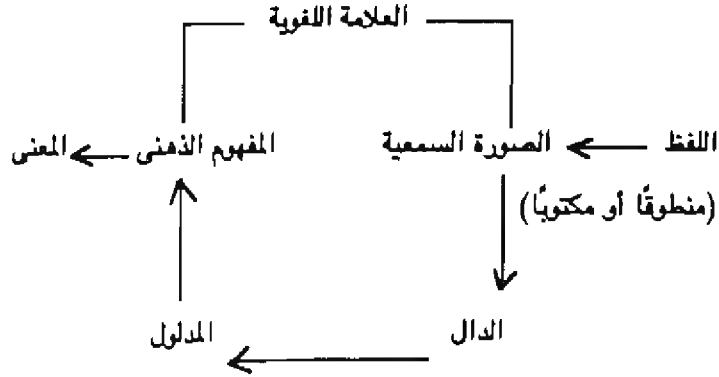 العلامة اللغوية
اللفظ الصورة السمعية المفهوم الذهنى المعنى
(منطوقًا أو مكتوبًا)
الدال المدلول